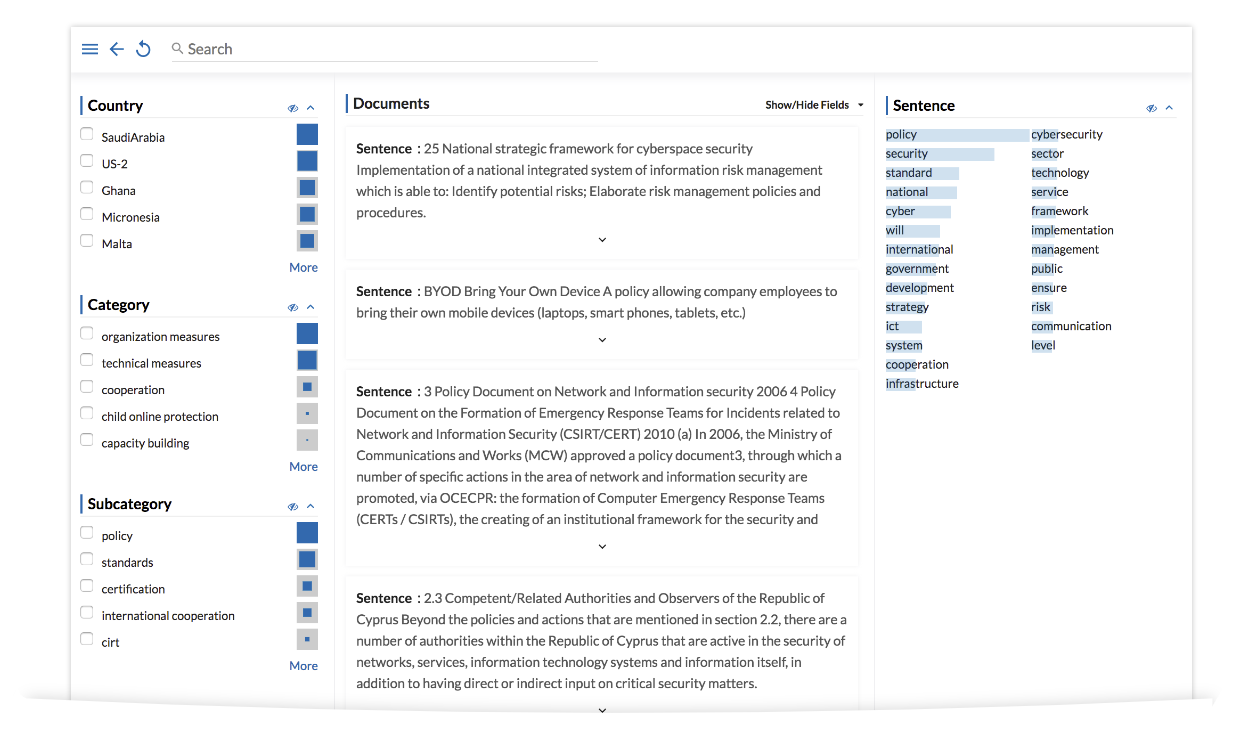 Search
Country
SaudiArabia
US-2
Ghana
Micronesia
Malta
More
Category
organization measures
technical measures
cooperation
child online protection
capacity building
More
Subcategory
policy
standards
certification
international cooperation
cirt
More
Documents
Show/Hide Fields
Sentence : 25 National strategic framework for cyberspace security
Implementation of a national integrated system of information risk management
which is able to: Identify potential risks; Elaborate risk management policies and
procedures.
Sentence : BYOD Bring Your Own Device A policy allowing company employees to
bring their own mobile devices (laptops, smart phones, tablets, etc.)
Sentence : 3 Policy Document on Network and Information security 2006 4 Policy
Document on the Formation of Emergency Response Teams for Incidents related to
Network and Information Security (CSIRT/CERT) 2010 (a) In 2006, the Ministry of
Communications and Works (MCW) approved a policy document3, through which a
number of specific actions in the area of network and information security are
promoted, via OCECPR: the formation of Computer Emergency Response Teams
(CERTs / CSIRTs), the creating of an institutional framework for the security and
Sentence : 2.3 Competent/Related Authorities and Observers of the Republic of
Cyprus Beyond the policies and actions that are mentioned in section 2.2, there are a
number of authorities within the Republic of Cyprus that are active in the security of
networks, services, information technology systems and information itself, in
addition to having direct or indirect input on critical security matters.
Sentence
policy
security
standard
national
cyber
will
international
government
development
strategy
ict
system
cooperation
infrastructure
cybersecurity
sector
technology
service
framework
implementation
management
public
ensure
risk
communication
level